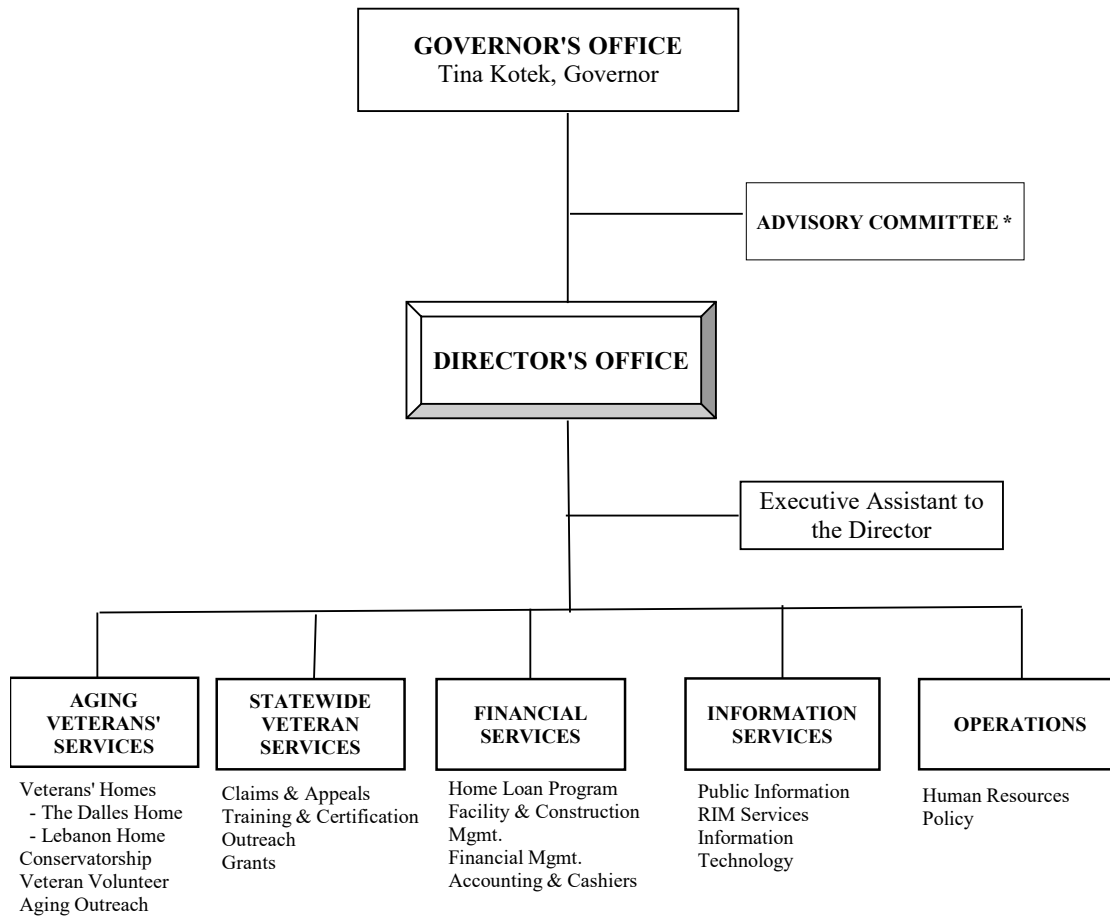 GOVERNOR'S OFFICE
Tina Kotek, Governor
ADVISORY COMMITTEE *
DIRECTOR'S OFFICE
Executive Assistant to
the Director
AGING
VETERANS'
SERVICES
Veterans' Homes
- The Dalles Home
- Lebanon Home
Conservatorship
Veteran Volunteer
Aging Outreach
STATEWIDE
VETERAN
SERVICES
Claims & Appeals
Training & Certification
Outreach
Grants
FINANCIAL
SERVICES
Home Loan Program
Facility & Construction
Mgmt.
Financial Mgmt.
Accounting & Cashiers
INFORMATION
SERVICES
Public Information
RIM Services
Information
Technology
OPERATIONS
Human Resources
Policy